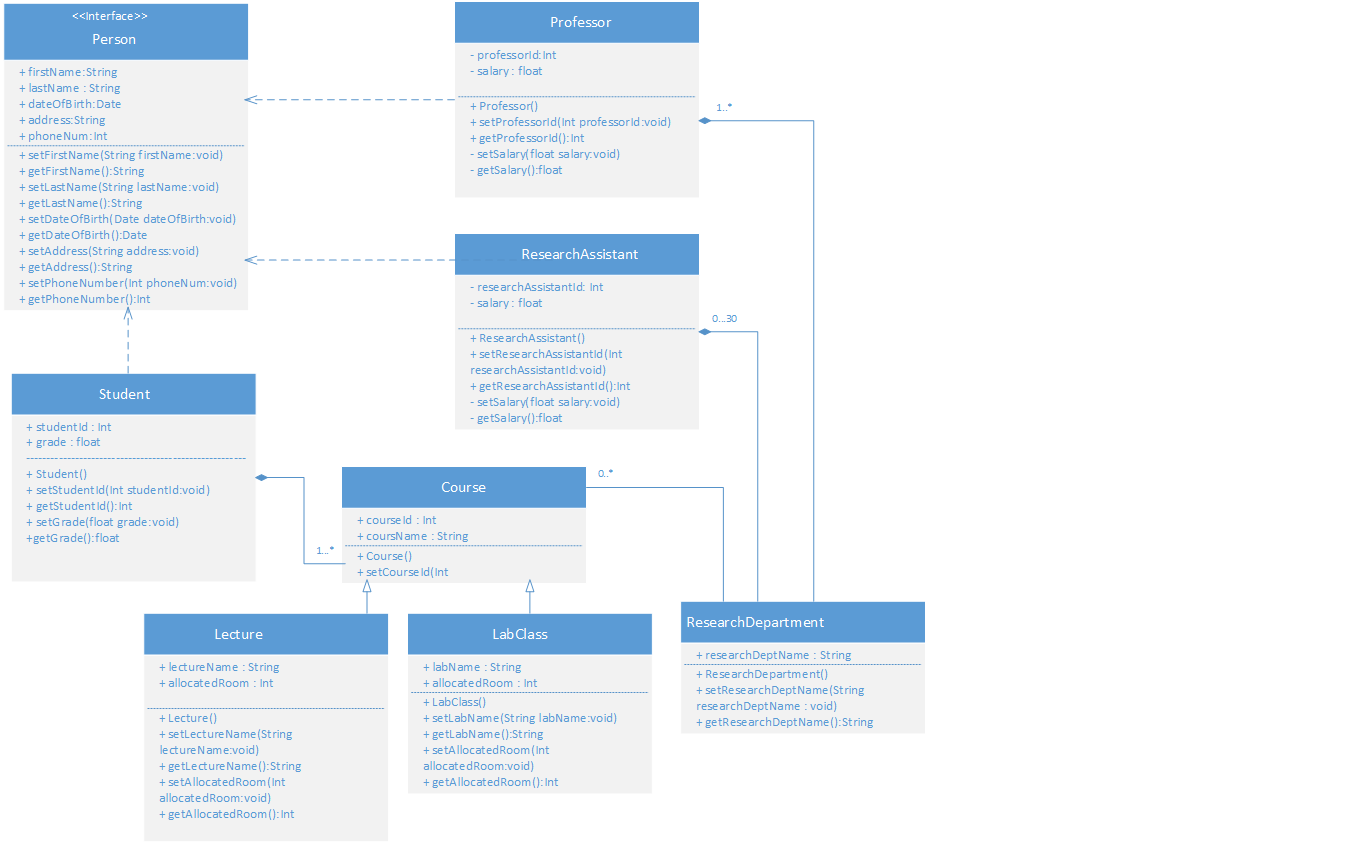 <<Interface>>
Person
+ firstName:String
+ lastName : String
+ dateOfBirth:Date
+ address:String
+ phoneNum:Int
+ setFirstName(String firstName:void)
+ getFirstName():String
+ setLastName(String lastName:void)
+ getLastName():String
+ setDateOfBirth(Date dateOfBirth:void)
+ getDateOfBirth():Date
+ setAddress(String address:void)
+ getAddress():String
+ setPhoneNumber(Int phoneNum:void)
+ getPhoneNumber():Int
Professor
- professorId:Int
- salary : float
+ Professor()
+ setProfessorId(Int professorId:void)
+ getProfessorId():Int
- setSalary(float salary:void)
- getSalary():float
1..*
ResearchAssistant
- researchAssistantId: Int
- salary : float
+ ResearchAssistant()
+ setResearchAssistantId(Int
researchAssistantId:void)
+ getResearchAssistantId():Int
- setSalary(float salary:void)
- getSalary():float
0...30
Student
+ studentId : Int
+ grade : float
+ Student()
+ setStudentId(Int studentId:void)
+ getStudentId():Int
+ setGrade(float grade:void)
+getGrade():float
1...*
Course
+ courseId : Int
+ coursName : String
+ Course()
+ setCourseId(Int
0..*
Lecture
+ lectureName : String
+ allocatedRoom : Int
+ Lecture()
+ setLectureName(String
lectureName:void)
+ getLectureName():String
+ setAllocatedRoom(Int
allocatedRoom:void)
+ getAllocatedRoom():Int
LabClass
+ labName : String
+ allocatedRoom : Int
+ LabClass()
+ setLabName(String labName:void)
+ getLabName():String
+ setAllocatedRoom(Int
allocatedRoom:void)
+ getAllocatedRoom():Int
ResearchDepartment
+ researchDeptName : String
+ ResearchDepartment()
+ setResearchDeptName(String
researchDeptName : void)
+ getResearchDeptName():String